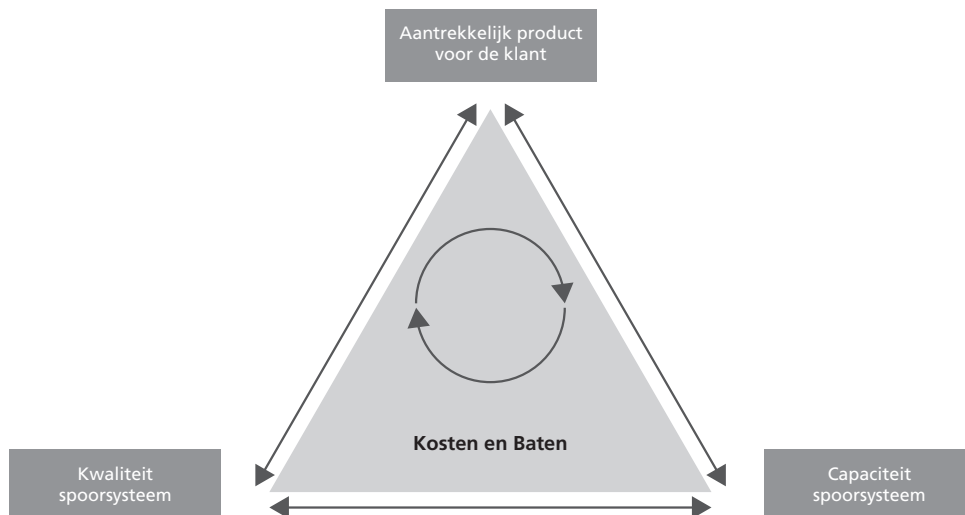 Aantrekkelijk product
voor de klant
Kosten en Baten
Kwaliteit
spoorsysteem
Capaciteit
spoorsysteem